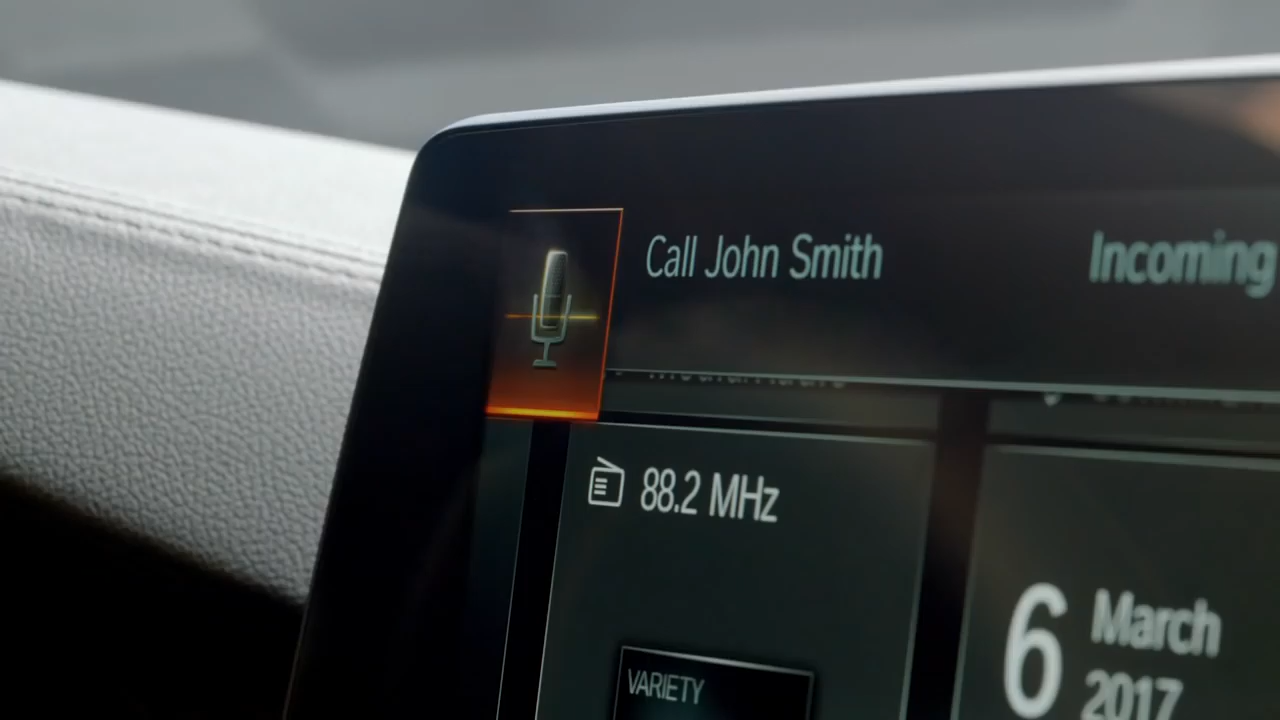 Call John Smith
Incoming
88.2 MHz
6
March
2017
VARIETY